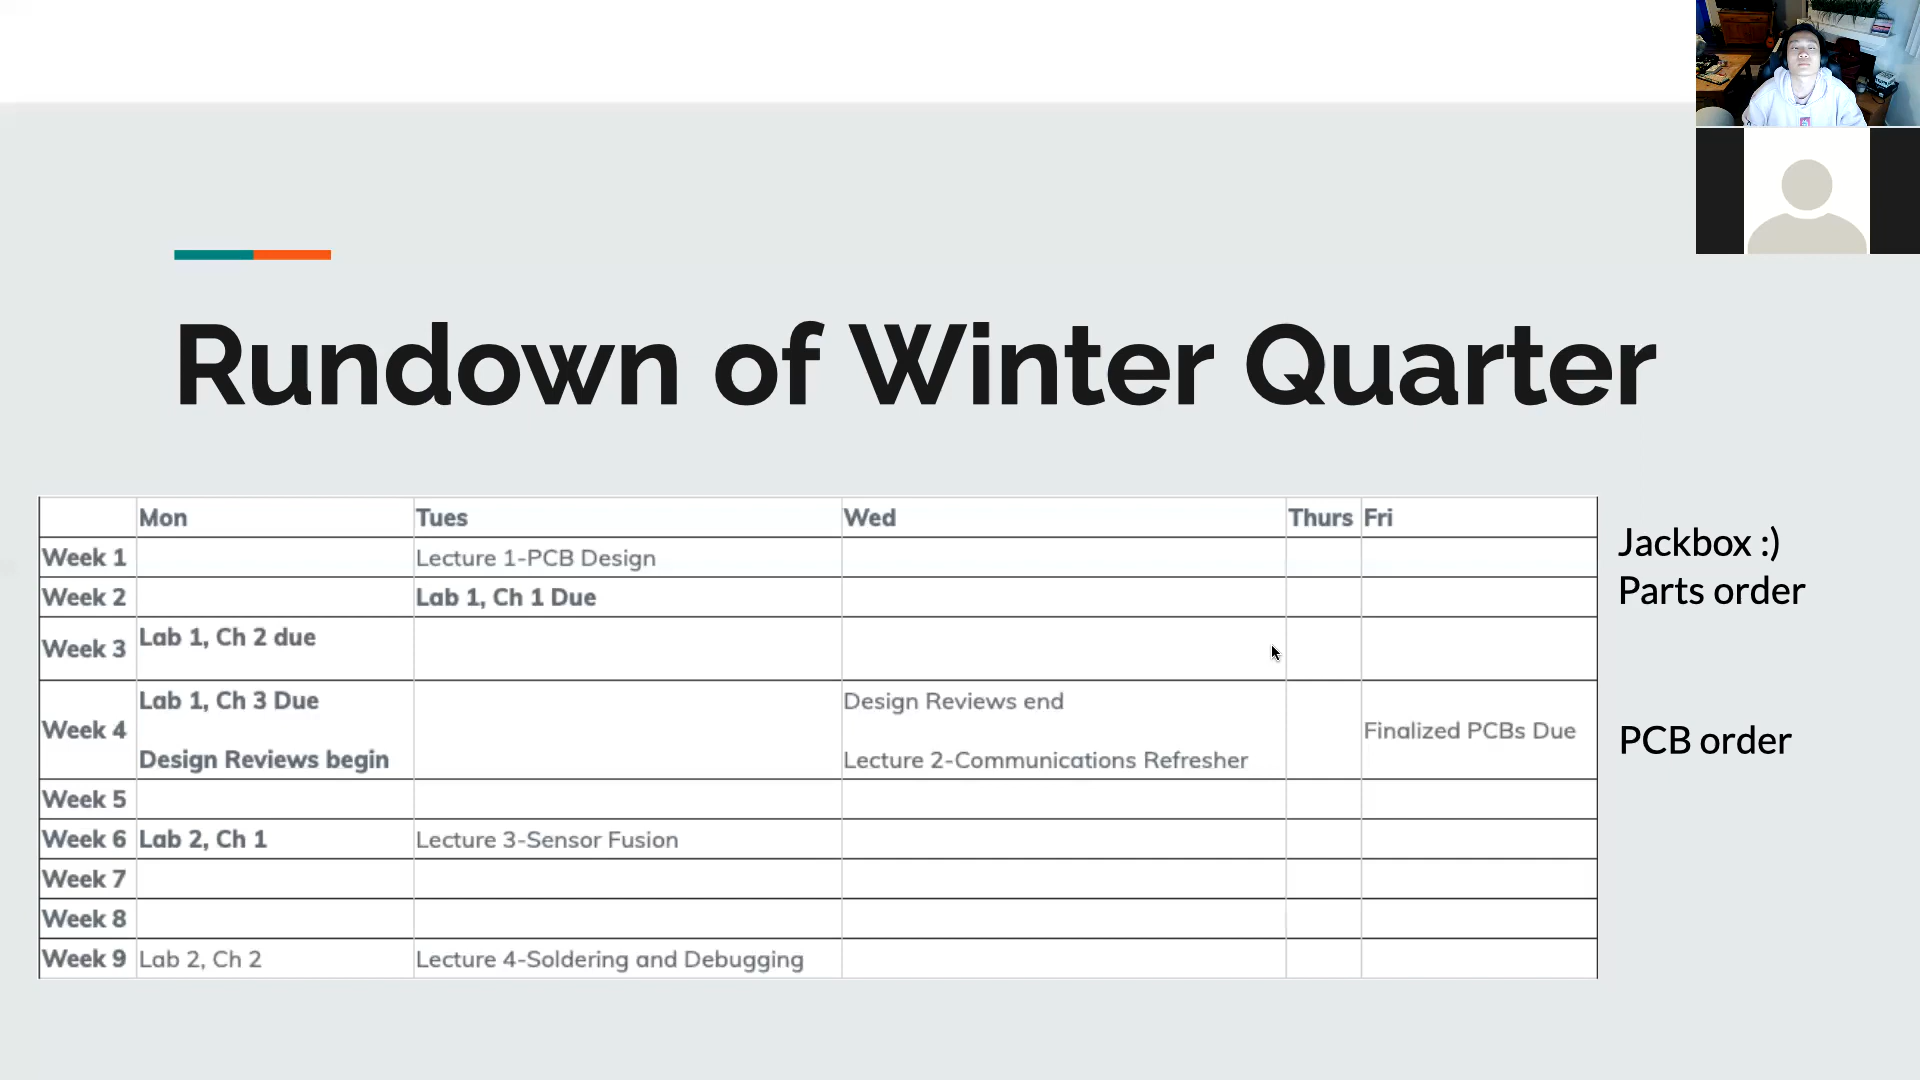 Rundown of Winter Quarter
Mon Tues Wed Thurs Fri
Week 1 Lecture 1-PCB Design
Jackbox :)
Week 2 Lab 1, Ch 1 Due
Parts order
Week 3 Lab 1, Ch 2 due
Week 4 Lab 1, Ch 3 Due
Design Reviews begin
Design Reviews end
Lecture 2-Communications Refresher
Finalized PCBs Due
PCB order
Week 5
Week 6 Lab 2, Ch 1 Lecture 3-Sensor Fusion
Week 7
Week 8
Week 9 Lab 2, Ch 2 Lecture 4-Soldering and Debugging